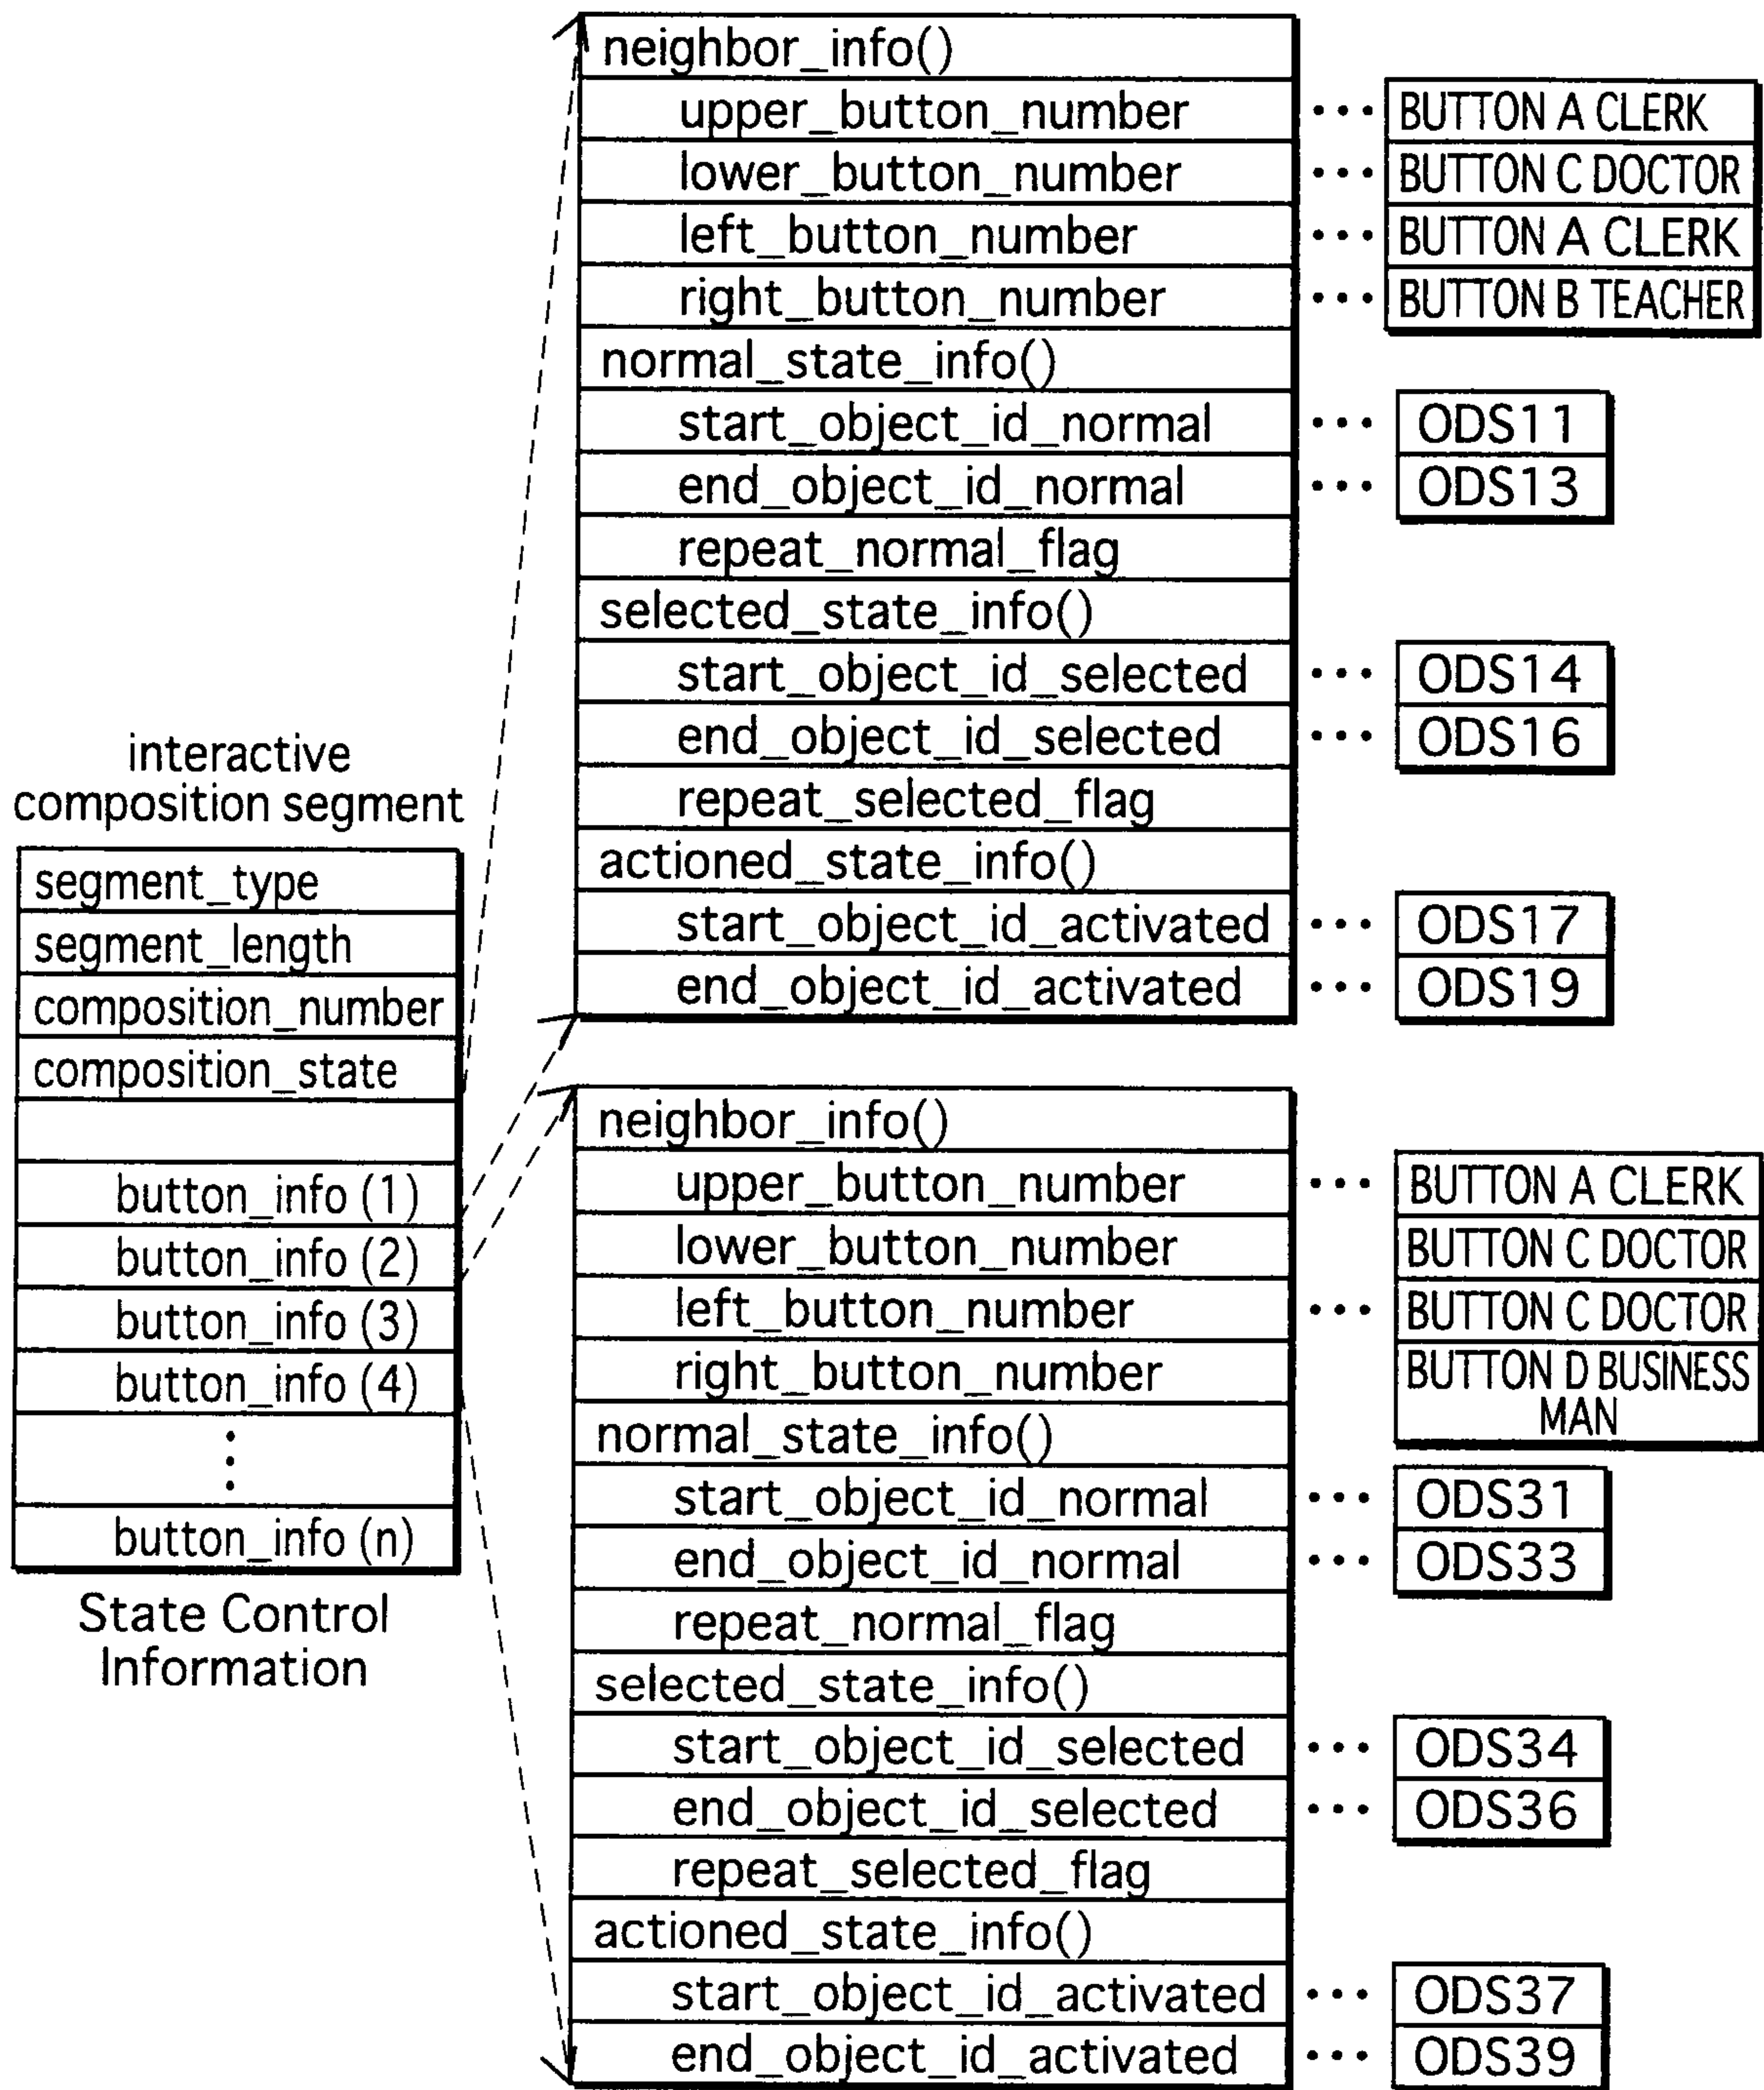 interactive
composition segment
segment_type
segment_length
composition_number
composition_state
button_info (1)
button_info (2)
button_info (3)
button_info (4)
⋮
button_info (n)
State Control
Information
neighbor_info()
upper_button_number ··· BUTTON A CLERK
lower_button_number ··· BUTTON C DOCTOR
left_button_number ··· BUTTON A CLERK
right_button_number ··· BUTTON B TEACHER
normal_state_info()
start_object_id_normal ··· ODS11
end_object_id_normal ··· ODS13
repeat_normal_flag
selected_state_info()
start_object_id_selected ··· ODS14
end_object_id_selected ··· ODS16
repeat_selected_flag
actioned_state_info()
start_object_id_activated ··· ODS17
end_object_id_activated ··· ODS19
neighbor_info()
upper_button_number ··· BUTTON A CLERK
lower_button_number BUTTON C DOCTOR
left_button_number ··· BUTTON C DOCTOR
right_button_number BUTTON D BUSINESS
MAN
normal_state_info()
start_object_id_normal ··· ODS31
end_object_id_normal ··· ODS33
repeat_normal_flag
selected_state_info()
start_object_id_selected ··· ODS34
end_object_id_selected ··· ODS36
repeat_selected_flag
actioned_state_info()
start_object_id_activated ··· ODS37
end_object_id_activated ··· ODS39